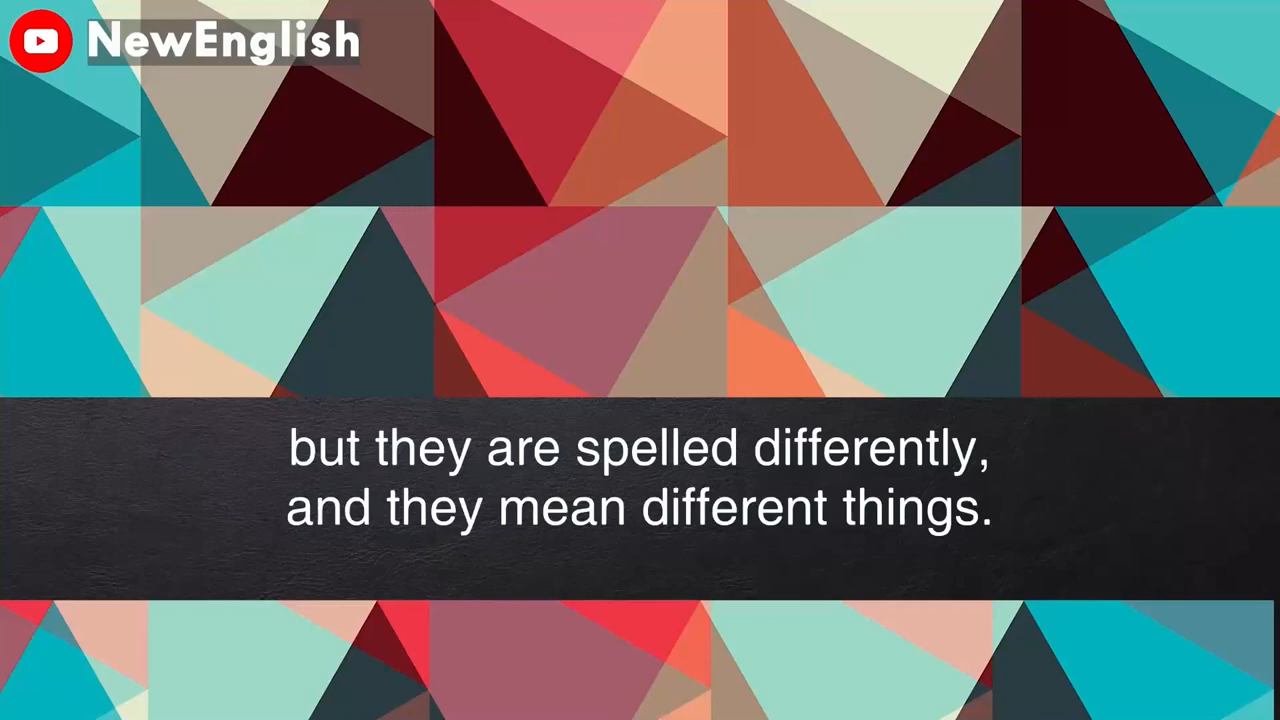 NewEnglish
but they are spelled differently,
and they mean different things.